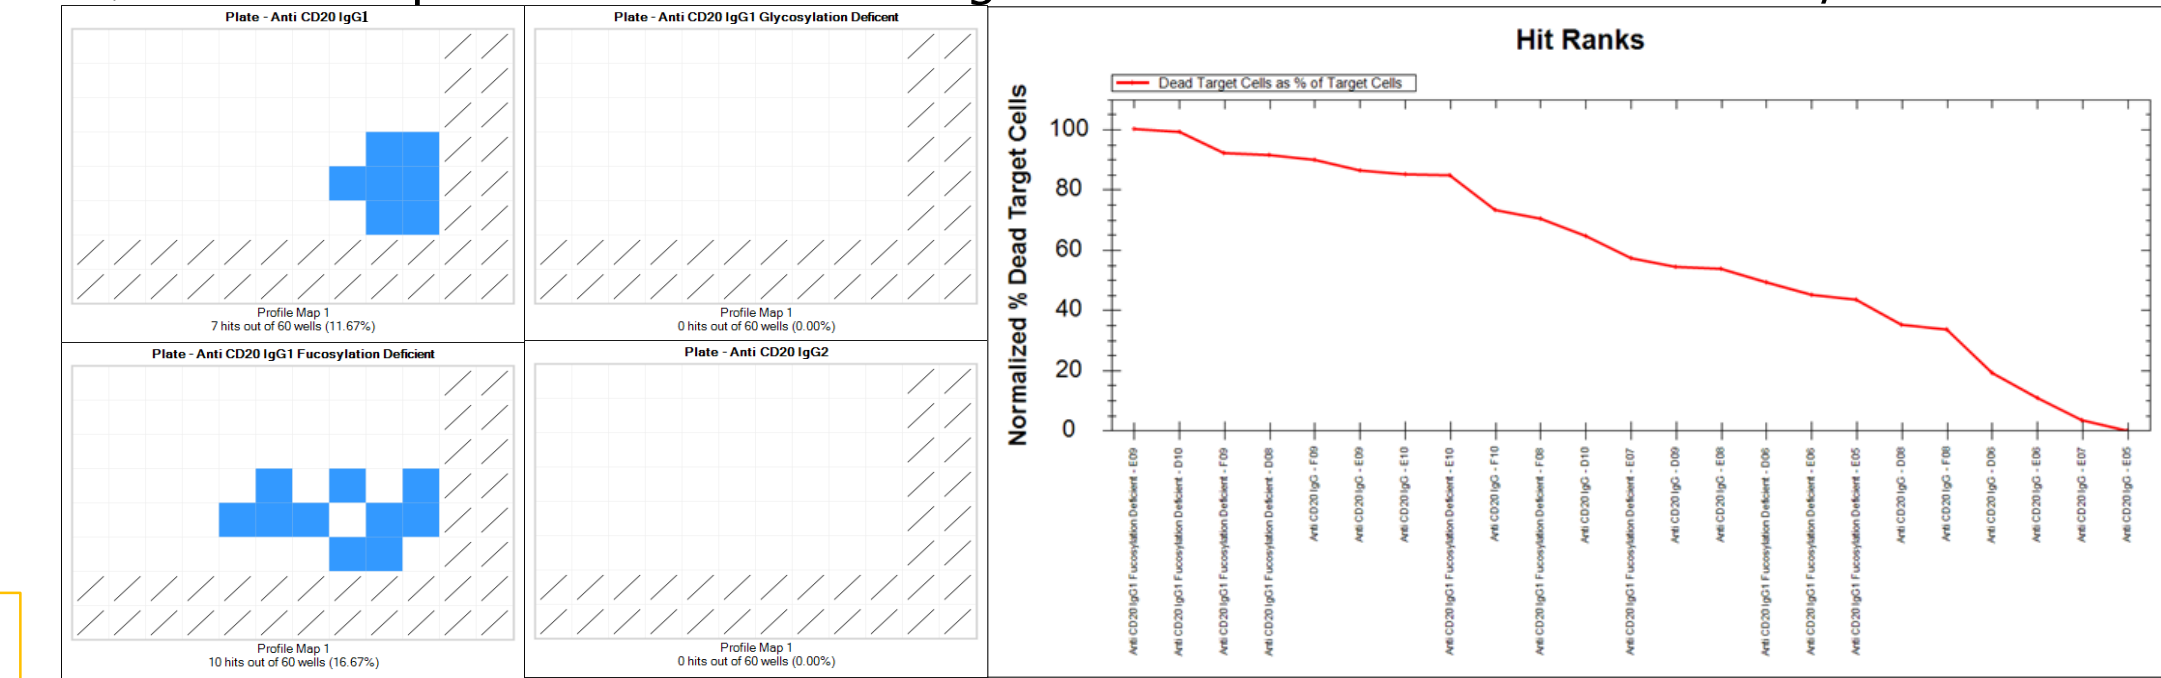 Plate - Anti CD20 IgG1
Profile Map 1
7 hits out of 60 wells (11.67%)
Plate - Anti CD20 IgG1 Glycosylation Deficent
Profile Map 1
0 hits out of 60 wells (0.00%)
Plate - Anti CD20 IgG1 Fucosylation Deficient
Profile Map 1
10 hits out of 60 wells (16.67%)
Plate - Anti CD20 IgG2
Profile Map 1
0 hits out of 60 wells (0.00%)
Hit Ranks
Dead Target Cells as % of Target Cells
Normalized % Dead Target Cells
100
80
60
40
20
0
Anti CD20 IgG1 Fucosylation Deficient - E09
Anti CD20 IgG1 Fucosylation Deficient - D10
Anti CD20 IgG1 Fucosylation Deficient - F09
Anti CD20 IgG1 Fucosylation Deficient - D08
Anti CD20 IgG - F09
Anti CD20 IgG - E09
Anti CD20 IgG - E10
Anti CD20 IgG1 Fucosylation Deficient - E10
Anti CD20 IgG - F10
Anti CD20 IgG1 Fucosylation Deficient - F08
Anti CD20 IgG - D10
Anti CD20 IgG1 Fucosylation Deficient - E07
Anti CD20 IgG - D09
Anti CD20 IgG - E08
Anti CD20 IgG1 Fucosylation Deficient - D06
Anti CD20 IgG1 Fucosylation Deficient - E06
Anti CD20 IgG1 Fucosylation Deficient - E05
Anti CD20 IgG - D08
Anti CD20 IgG - F08
Anti CD20 IgG - D06
Anti CD20 IgG - E06
Anti CD20 IgG - E07
Anti CD20 IgG - E05